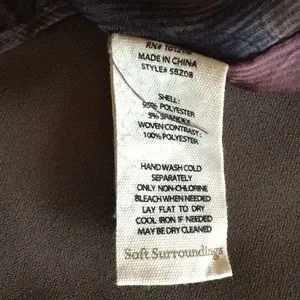 MADE IN CHINA
STYLE# 5BZ08
SHELL:
95% POLYESTER
5% SPANDEX
WOVEN CONTRAST:
100% POLYESTER
HAND WASH COLD
SEPARATELY
ONLY NON-CHLORINE
BLEACH WHEN NEEDED
LAY FLAT TO DRY
COOL IRON IF NEEDED
MAY BE DRY CLEANED
Soft Surroundings